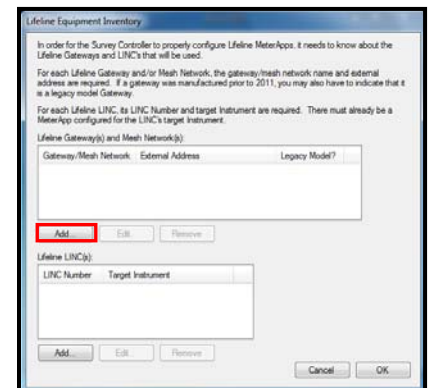 Lifeline Equipment Inventory
In order for the Survey Controller to properly configure Lifeline MeterApps, it needs to know about the
Lifeline Gateways and LINC's that will be used.
For each Lifeline Gateway and/or Mesh Network, the gateway/mesh network name and external
address are required. If a gateway was manufactured prior to 2011, you may also have to indicate that it
is a legacy model Gateway.
For each Lifeline LINC, its LINC Number and target Instrument are required. There must already be a
MeterApp configured for the LINC's target Instrument.
Lifeline Gateway(s) and Mesh Network(s):
Gateway/Mesh Network External Address Legacy Model?
Add... Edit... Remove
Lifeline LINC(s):
LINC Number Target Instrument
Add... Edit... Remove
Cancel OK